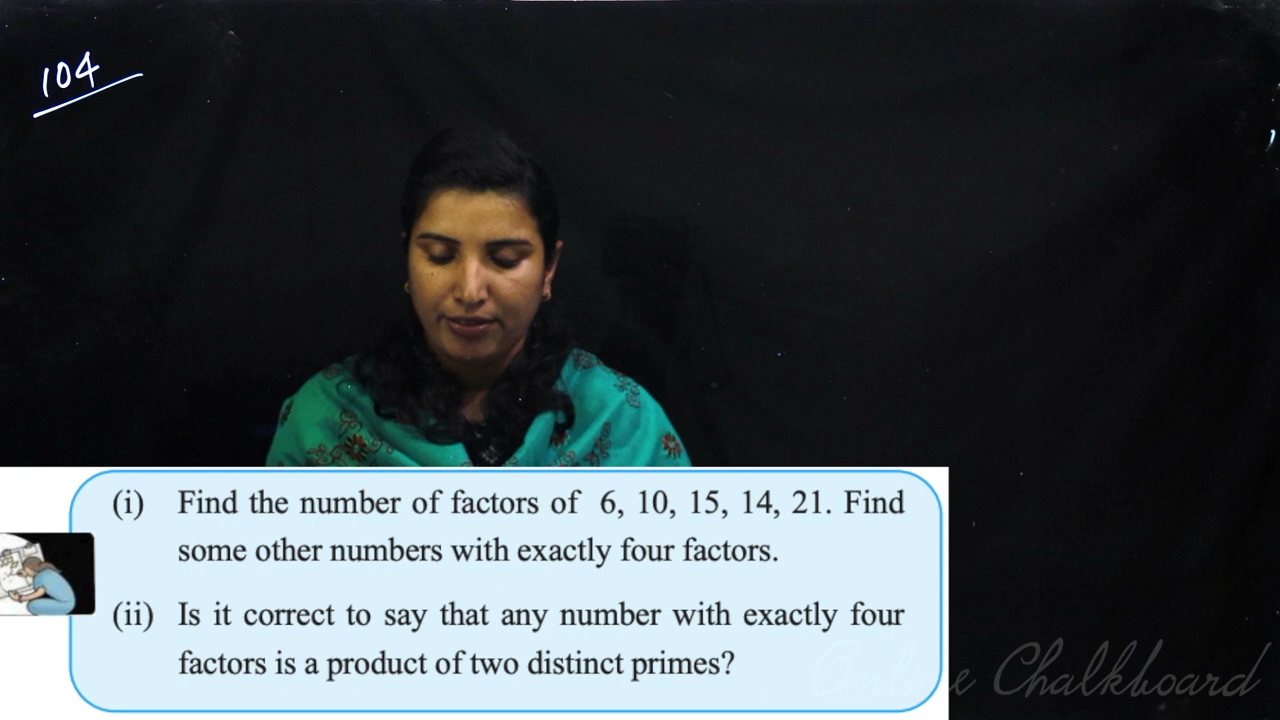 104
(i) Find the number of factors of 6, 10, 15, 14, 21. Find
some other numbers with exactly four factors.
(ii) Is it correct to say that any number with exactly four
factors is a product of two distinct primes?
Online Chalkboard